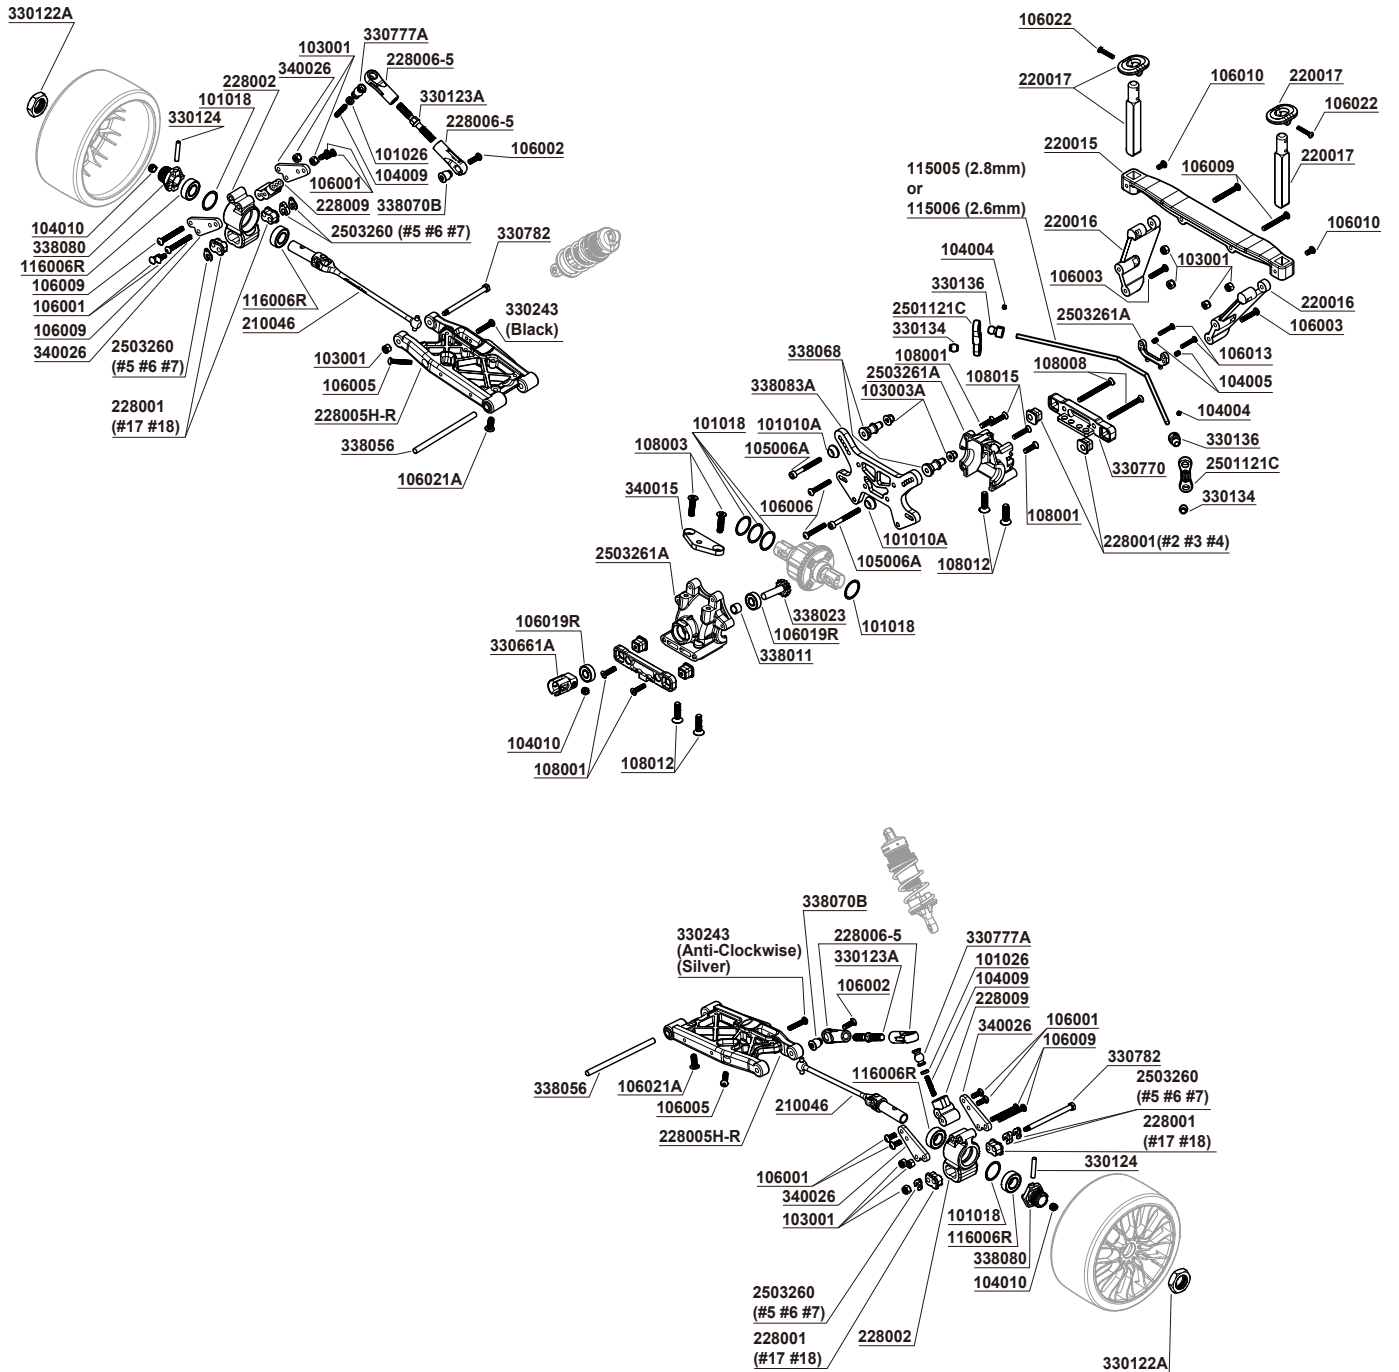 330122A
103001
330777A
340026
228006-5
228002
330123A
101018
330124
228006-5
101026
106002
106001
104009
228009
338070B
104010
338080
2503260 (#5 #6 #7)
116006R
330782
106009
106001
116006R
106009
210046
330243
(Black)
340026
2503260
(#5 #6 #7)
103001
106005
228001
(#17 #18)
228005H-R
338056
106021A
106022
220017
106010
220017
106022
220015
106009
220017
115005 (2.8mm)
or
115006 (2.6mm)
220016
106010
104004
103001
106003
330136
220016
2501121C
2503261A
106003
330134
106013
338068
108001
108008
104005
338083A
2503261A
108015
103003A
104004
101018
101010A
330136
108003
105006A
330770
2501121C
340015
330134
106006
108001
101010A
228001(#2 #3 #4)
2503261A
105006A
108012
338023
101018
106019R
106019R
330661A
338011
104010
108001
108012
338070B
330243
(Anti-Clockwise)
(Silver)
228006-5
330777A
330123A
101026
106002
104009
228009
340026
106001
106009
116006R
330782
338056
106021A
2503260
(#5 #6 #7)
106005
210046
228005H-R
228001
(#17 #18)
330124
106001
340026
103001
101018
116006R
338080
104010
2503260
(#5 #6 #7)
228001
(#17 #18)
228002
330122A